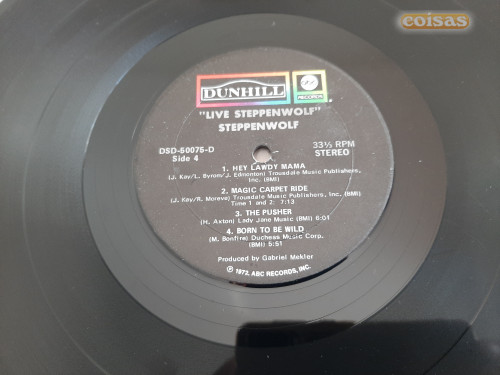 coisas
DUNHILL
abc RECORDS
"LIVE STEPPENWOLF"
STEPPENWOLF
DSD-50075-D
Side 4
33⅓ RPM
STEREO
1. HEY LAWDY MAMA
(J. Kay/L. Byrom/J. Edmonton) Trousdale Music Publishers,
Inc. (BMI)
2. MAGIC CARPET RIDE
(J. Kay/R. Moreve) Trousdale Music Publishers, Inc. (BMI)
Time 1 and 2: 7:13
3. THE PUSHER
(H. Axton) Lady Jane Music (BMI) 6:01
4. BORN TO BE WILD
(M. Bonfire) Duchess Music Corp.
(BMI) 5:51
Produced by Gabriel Mekler
℗ 1972, ABC RECORDS, INC.